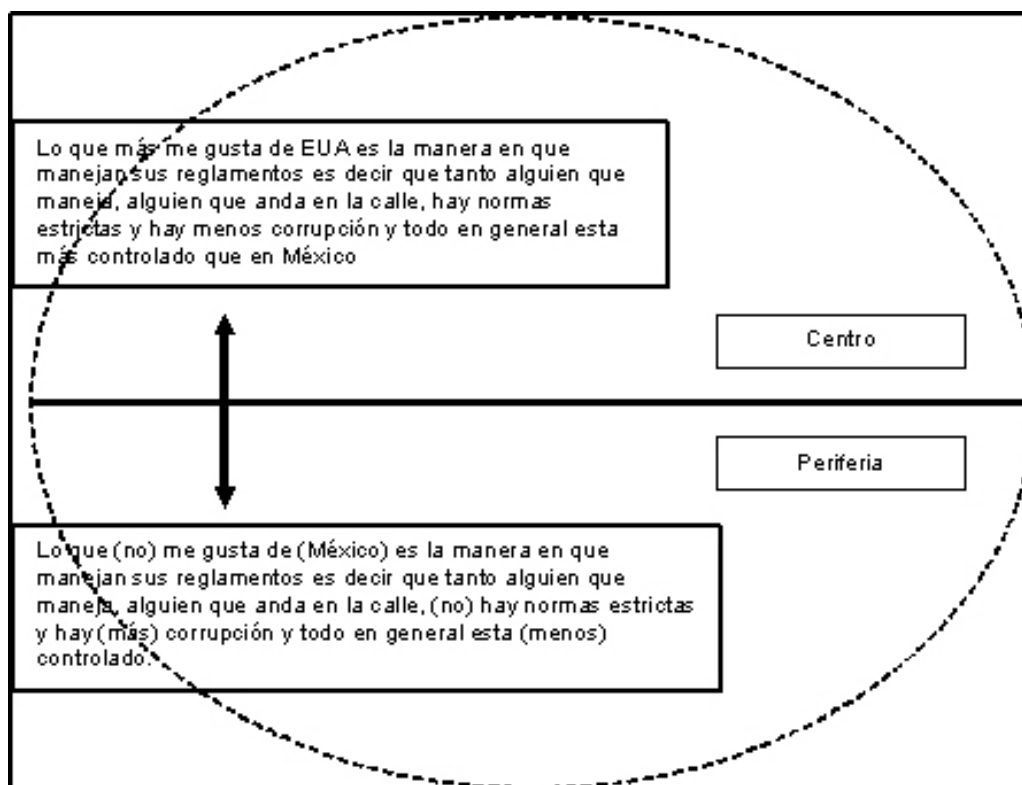 Lo que más me gusta de EUA es la manera en que
manejan sus reglamentos es decir que tanto alguien que
maneja, alguien que anda en la calle, hay normas
estrictas y hay menos corrupción y todo en general esta
más controlado que en México
Centro
Periferia
Lo que (no) me gusta de (México) es la manera en que
manejan sus reglamentos es decir que tanto alguien que
maneja, alguien que anda en la calle, (no) hay normas estrictas
y hay (más) corrupción y todo en general esta (menos)
controlado.